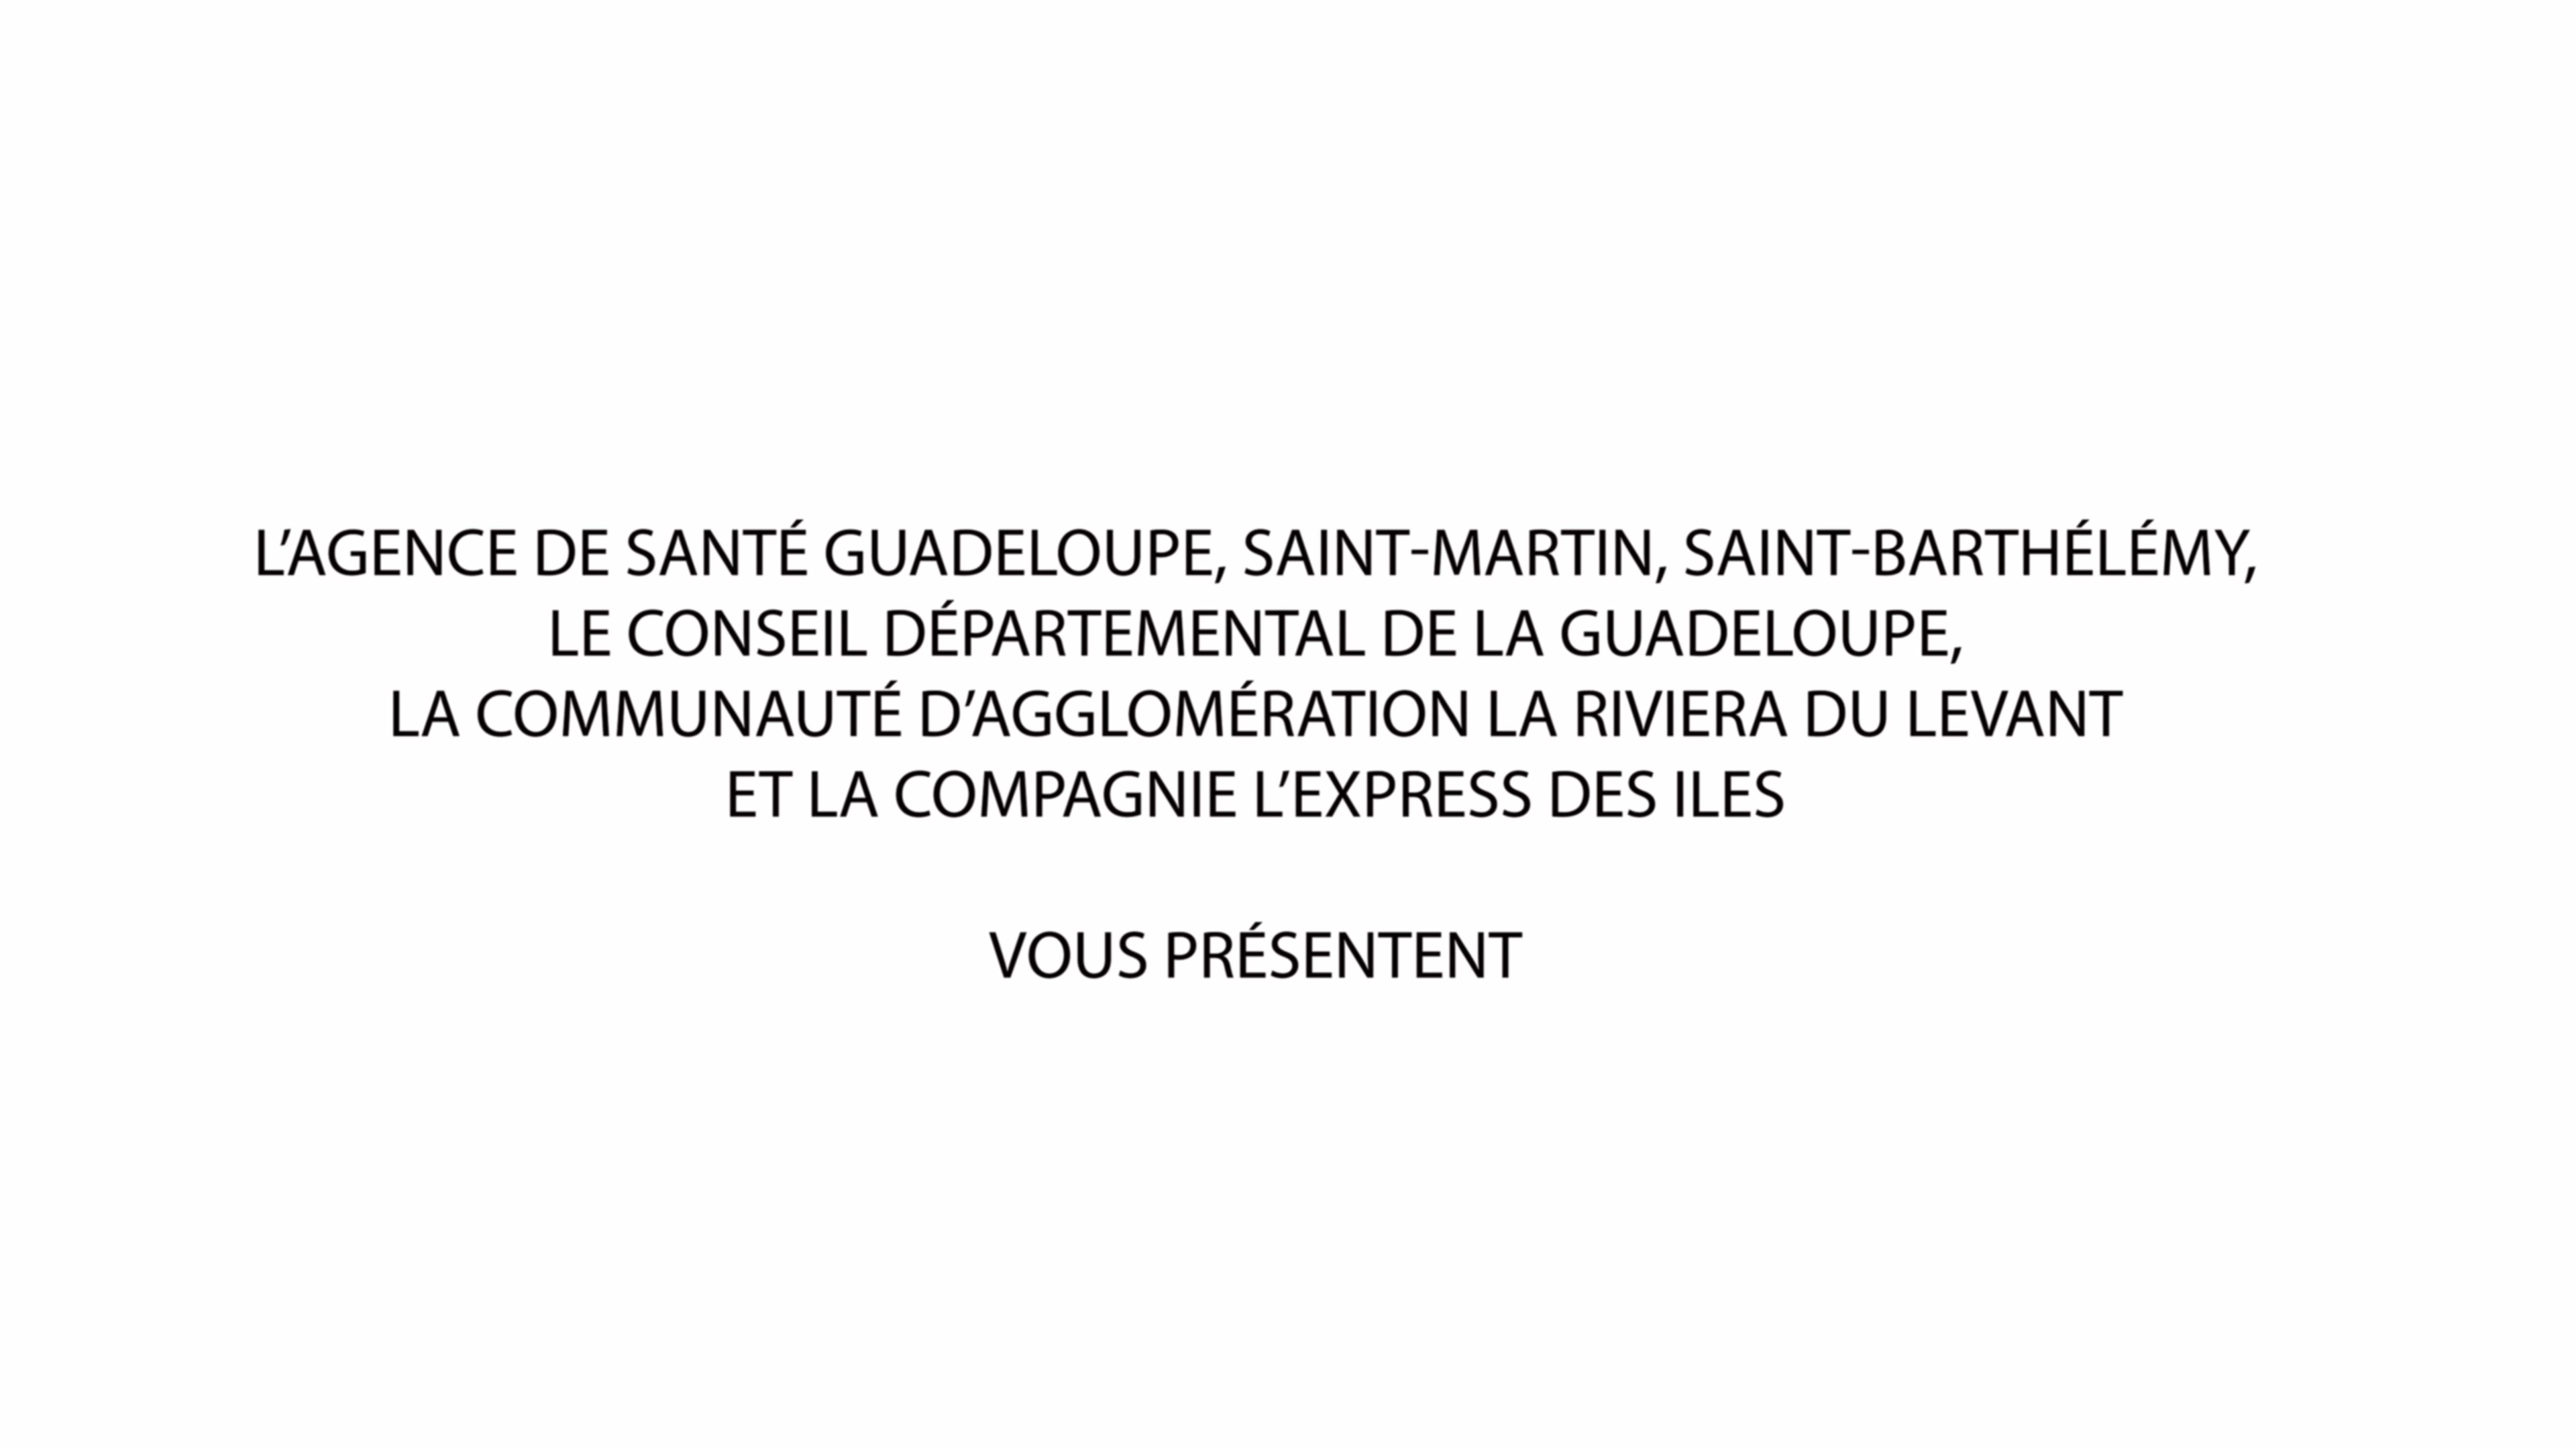 L’AGENCE DE SANTÉ GUADELOUPE, SAINT-MARTIN, SAINT-BARTHÉLÉMY,
LE CONSEIL DÉPARTEMENTAL DE LA GUADELOUPE,
LA COMMUNAUTÉ D’AGGLOMÉRATION LA RIVIERA DU LEVANT
ET LA COMPAGNIE L’EXPRESS DES ILES
VOUS PRÉSENTENT